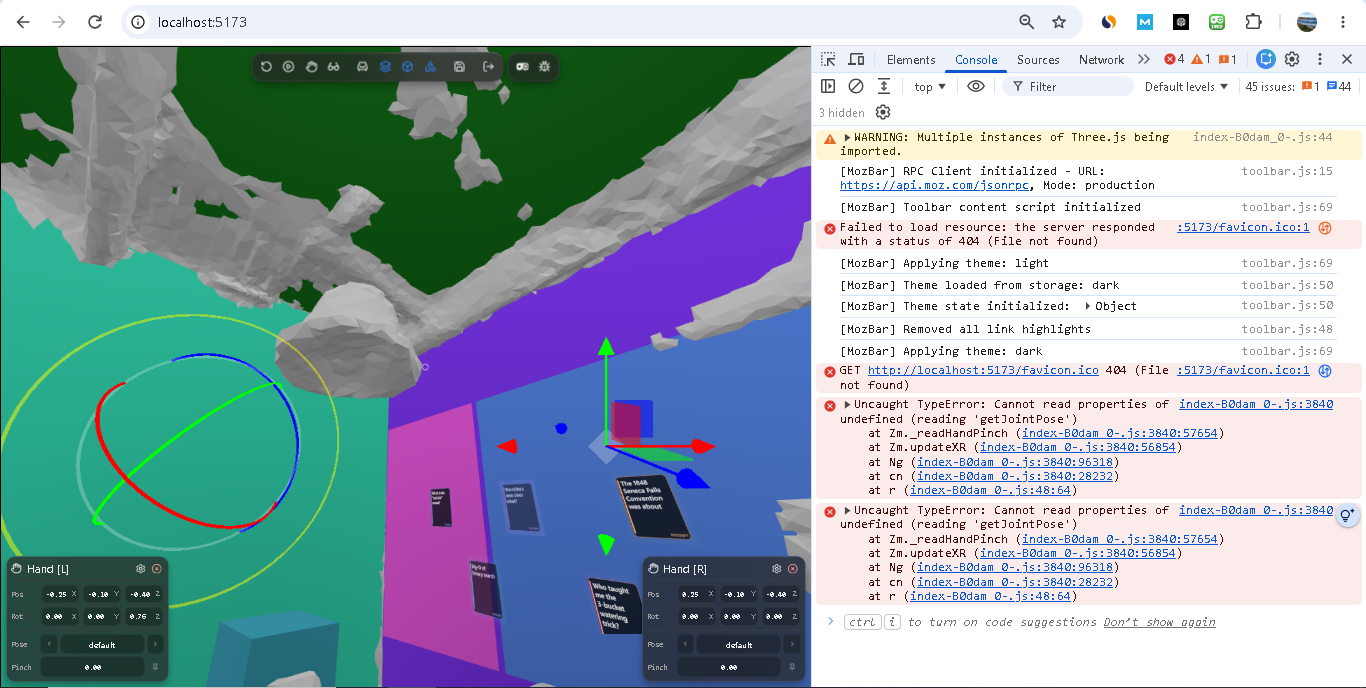 localhost:5173
Elements
Console
Sources
Network
4
1
1
top
Filter
Default levels
45 issues:
1
44
3 hidden
WARNING: Multiple instances of Three.js being imported.
index-B0dam_0-.js:44
[MozBar] RPC Client initialized - URL:
https://api.moz.com/jsonrpc, Mode: production
toolbar.js:15
[MozBar] Toolbar content script initialized
toolbar.js:69
Failed to load resource: the server responded
with a status of 404 (File not found)
:5173/favicon.ico:1
[MozBar] Applying theme: light
toolbar.js:69
[MozBar] Theme loaded from storage: dark
toolbar.js:50
[MozBar] Theme state initialized: Object
toolbar.js:50
[MozBar] Removed all link highlights
toolbar.js:48
[MozBar] Applying theme: dark
toolbar.js:69
GET http://localhost:5173/favicon.ico 404 (File
not found)
:5173/favicon.ico:1
Uncaught TypeError: Cannot read properties of
undefined (reading 'getJointPose')
index-B0dam_0-.js:3840
at Zm._readHandPinch (index-B0dam_0-.js:3840:57654)
at Zm.updateXR (index-B0dam_0-.js:3840:56854)
at Ng (index-B0dam_0-.js:3840:96318)
at cn (index-B0dam_0-.js:3840:28232)
at r (index-B0dam_0-.js:48:64)
Uncaught TypeError: Cannot read properties of
undefined (reading 'getJointPose')
index-B0dam_0-.js:3840
at Zm._readHandPinch (index-B0dam_0-.js:3840:57654)
at Zm.updateXR (index-B0dam_0-.js:3840:56854)
at Ng (index-B0dam_0-.js:3840:96318)
at cn (index-B0dam_0-.js:3840:28232)
at r (index-B0dam_0-.js:48:64)
ctrl i to turn on code suggestions Don't show again
The 1848
Seneca Falls
Convention
was about
Who taught
me the
3-bucket
watering
trick?
Hand [L]
Pos -0.25 X -0.10 Y -0.40 Z
Rot 0.00 X 0.00 Y 0.76 Z
Pose < default >
Pinch 0.00
Hand [R]
Pos 0.25 X -0.10 Y -0.40 Z
Rot 0.00 X 0.00 Y 0.00 Z
Pose < default >
Pinch 0.00